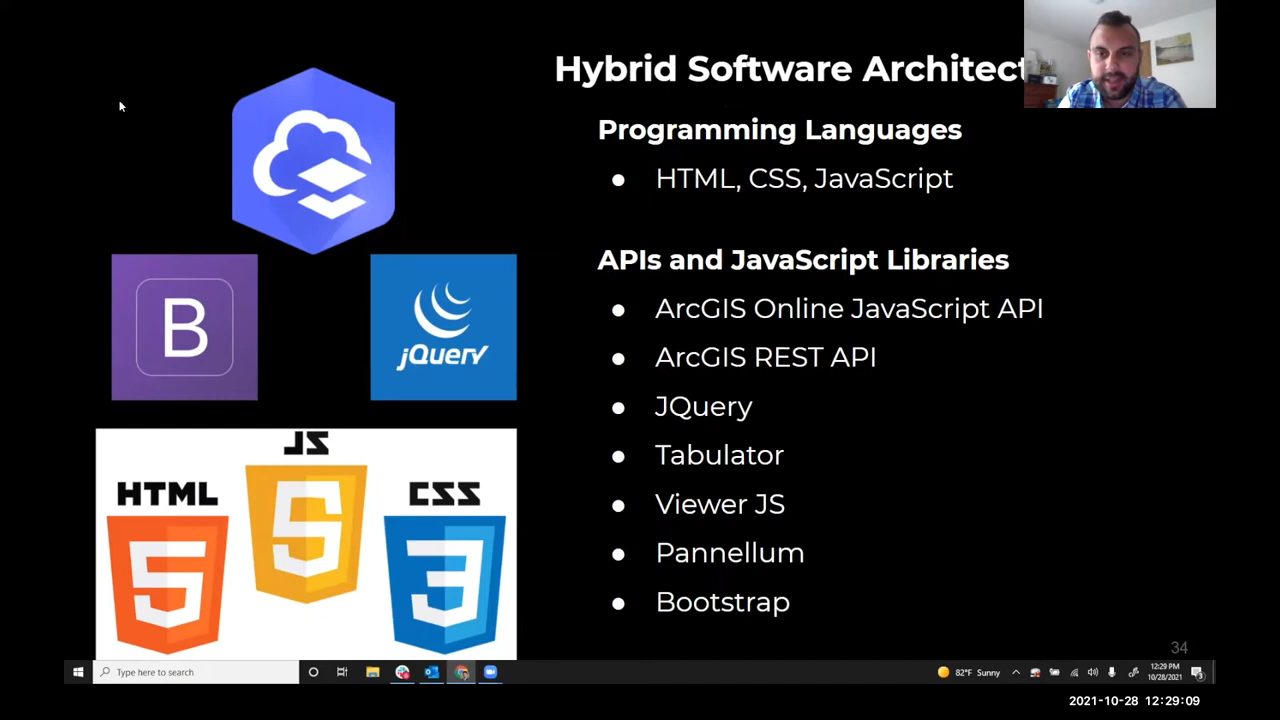 Hybrid Software Architect
Programming Languages
● HTML, CSS, JavaScript
APIs and JavaScript Libraries
● ArcGIS Online JavaScript API
● ArcGIS REST API
● JQuery
● Tabulator
● Viewer JS
● Pannellum
● Bootstrap
B
jQuery
JS
HTML
CSS
5
5
3
34
Type here to search
82°F Sunny
12:29 PM
10/28/2021
2021-10-28 12:29:09